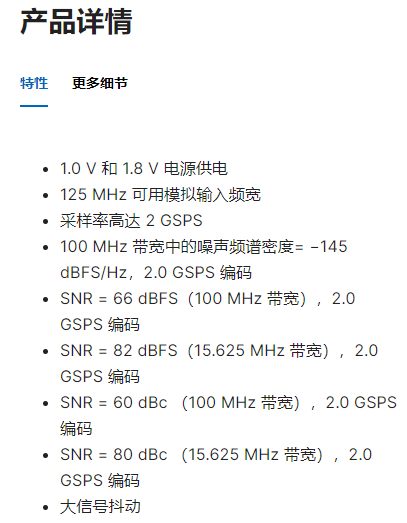 产品详情
特性 更多细节
• 1.0 V 和 1.8 V 电源供电
• 125 MHz 可用模拟输入频宽
• 采样率高达 2 GSPS
• 100 MHz 带宽中的噪声频谱密度= −145
dBFS/Hz，2.0 GSPS 编码
• SNR = 66 dBFS（100 MHz 带宽），2.0
GSPS 编码
• SNR = 82 dBFS（15.625 MHz 带宽），2.0
GSPS 编码
• SNR = 60 dBc （100 MHz 带宽），2.0 GSPS
编码
• SNR = 80 dBc （15.625 MHz 带宽），2.0
GSPS 编码
• 大信号抖动